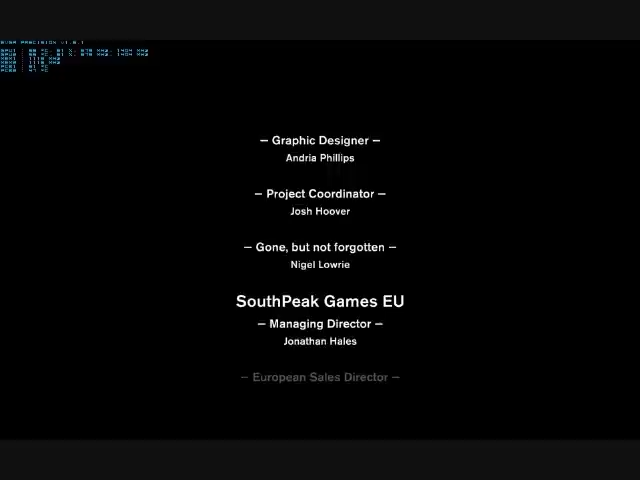 — Graphic Designer —
Andria Phillips
— Project Coordinator —
Josh Hoover
— Gone, but not forgotten —
Nigel Lowrie
SouthPeak Games EU
— Managing Director —
Jonathan Hales
— European Sales Director —